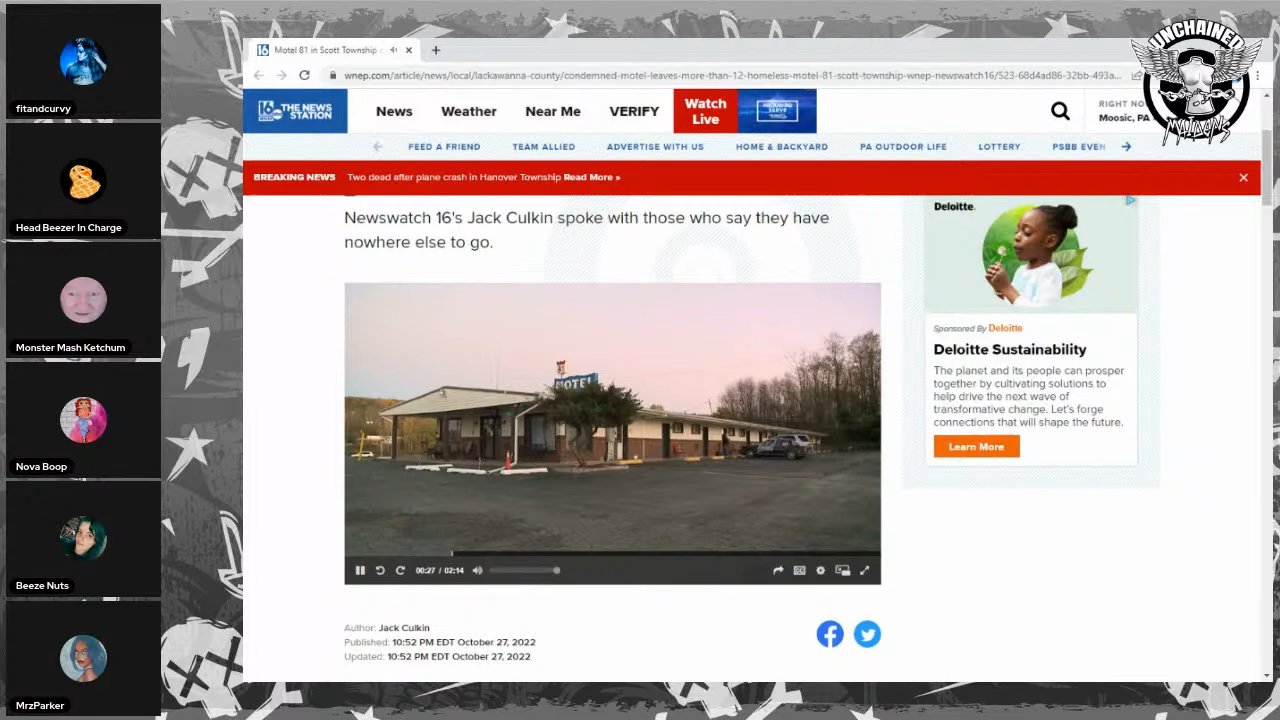 fitandcurvy
Head Beezer In Charge
Monster Mash Ketchum
Nova Boop
Beeze Nuts
MrzParker
UNCHAINED
MAIDENS
Motel 81 in Scott Township
wnep.com/article/news/local/lackawanna-county/condemned-motel-leaves-more-than-12-homeless-motel-81-scott-township-wnep-newswatch16/523-68d4ad86-32bb-493a...
16 THE NEWS
STATION
News
Weather
Near Me
VERIFY
Watch
Live
RIGHT NO
Moosic, PA
FEED A FRIEND
TEAM ALLIED
ADVERTISE WITH US
HOME & BACKYARD
PA OUTDOOR LIFE
LOTTERY
PSBB EVEN
BREAKING NEWS Two dead after plane crash in Hanover Township Read More »
Newswatch 16's Jack Culkin spoke with those who say they have
nowhere else to go.
MOTEL
00:27 / 02:14
Author: Jack Culkin
Published: 10:52 PM EDT October 27, 2022
Updated: 10:52 PM EDT October 27, 2022
Deloitte.
Sponsored By Deloitte
Deloitte Sustainability
The planet and its people can prosper
together by cultivating solutions to
help drive the next wave of
transformative change. Let's forge
connections that will shape the future.
Learn More